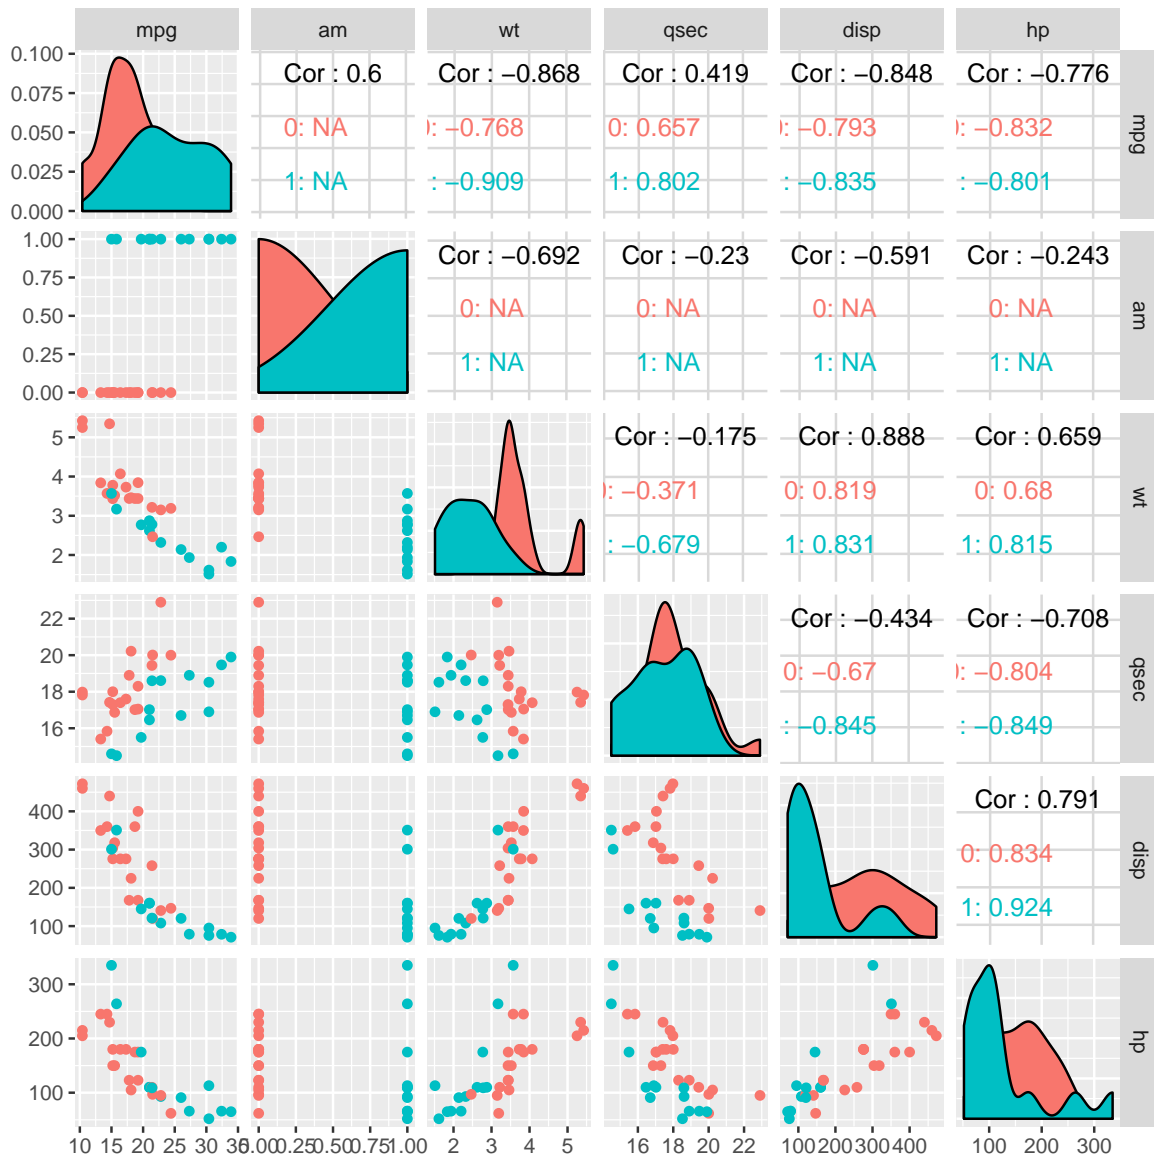 mpg am wt qsec disp hp
0.100
0.075
0.050
0.025
0.000
Cor : 0.6
0: NA
1: NA
Cor : −0.868
): −0.768
: −0.909
Cor : 0.419
0: 0.657
1: 0.802
Cor : −0.848
): −0.793
: −0.835
Cor : −0.776
): −0.832
: −0.801
mpg
1.00
0.75
0.50
0.25
0.00
Cor : −0.692
0: NA
1: NA
Cor : −0.23
0: NA
1: NA
Cor : −0.591
0: NA
1: NA
Cor : −0.243
0: NA
1: NA
am
5
4
3
2
Cor : −0.175
): −0.371
: −0.679
Cor : 0.888
0: 0.819
1: 0.831
Cor : 0.659
0: 0.68
1: 0.815
wt
22
20
18
16
Cor : −0.434
0: −0.67
: −0.845
Cor : −0.708
): −0.804
: −0.849
qsec
400
300
200
100
Cor : 0.791
0: 0.834
1: 0.924
disp
300
200
100
hp
10 15 20 25 30 35
0.00 0.25 0.50 0.75 1.00
2 3 4 5
16 18 20 22
100 200 300 400
100 200 300